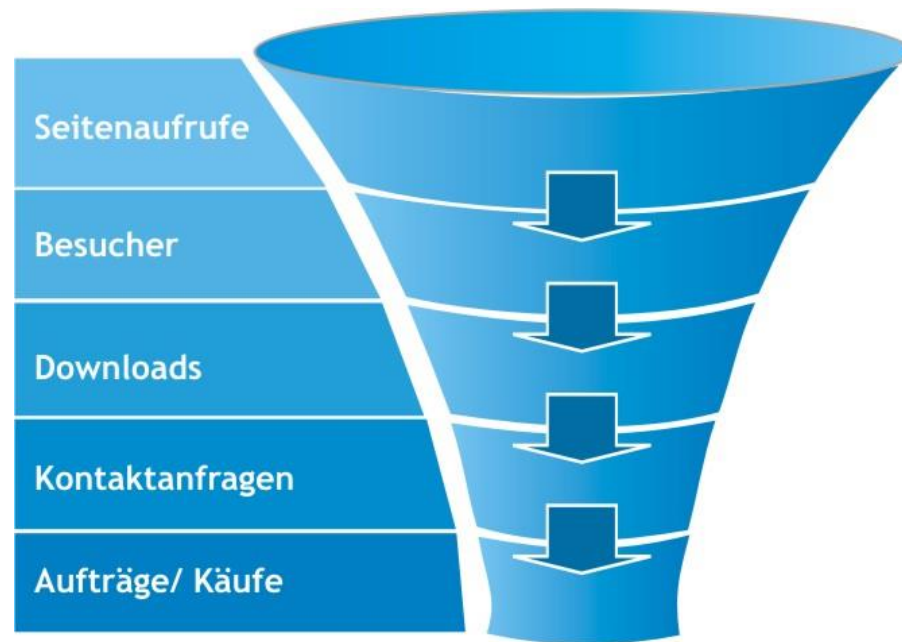 Seitenaufrufe
Besucher
Downloads
Kontaktanfragen
Aufträge/ Käufe